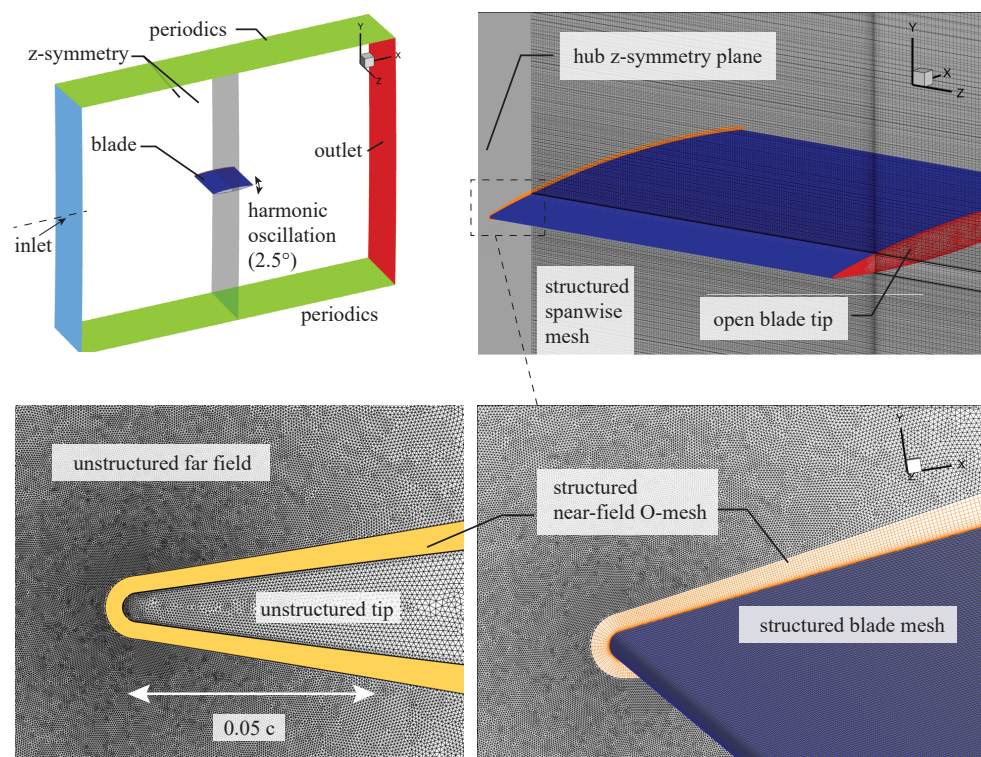 periodics
z-symmetry
blade
outlet
inlet
harmonic
oscillation
(2.5°)
periodics
Y
X
Z
hub z-symmetry plane
Y
X
Z
structured
spanwise
mesh
open blade tip
unstructured far field
structured
near-field O-mesh
unstructured tip
0.05 c
Y
X
structured blade mesh